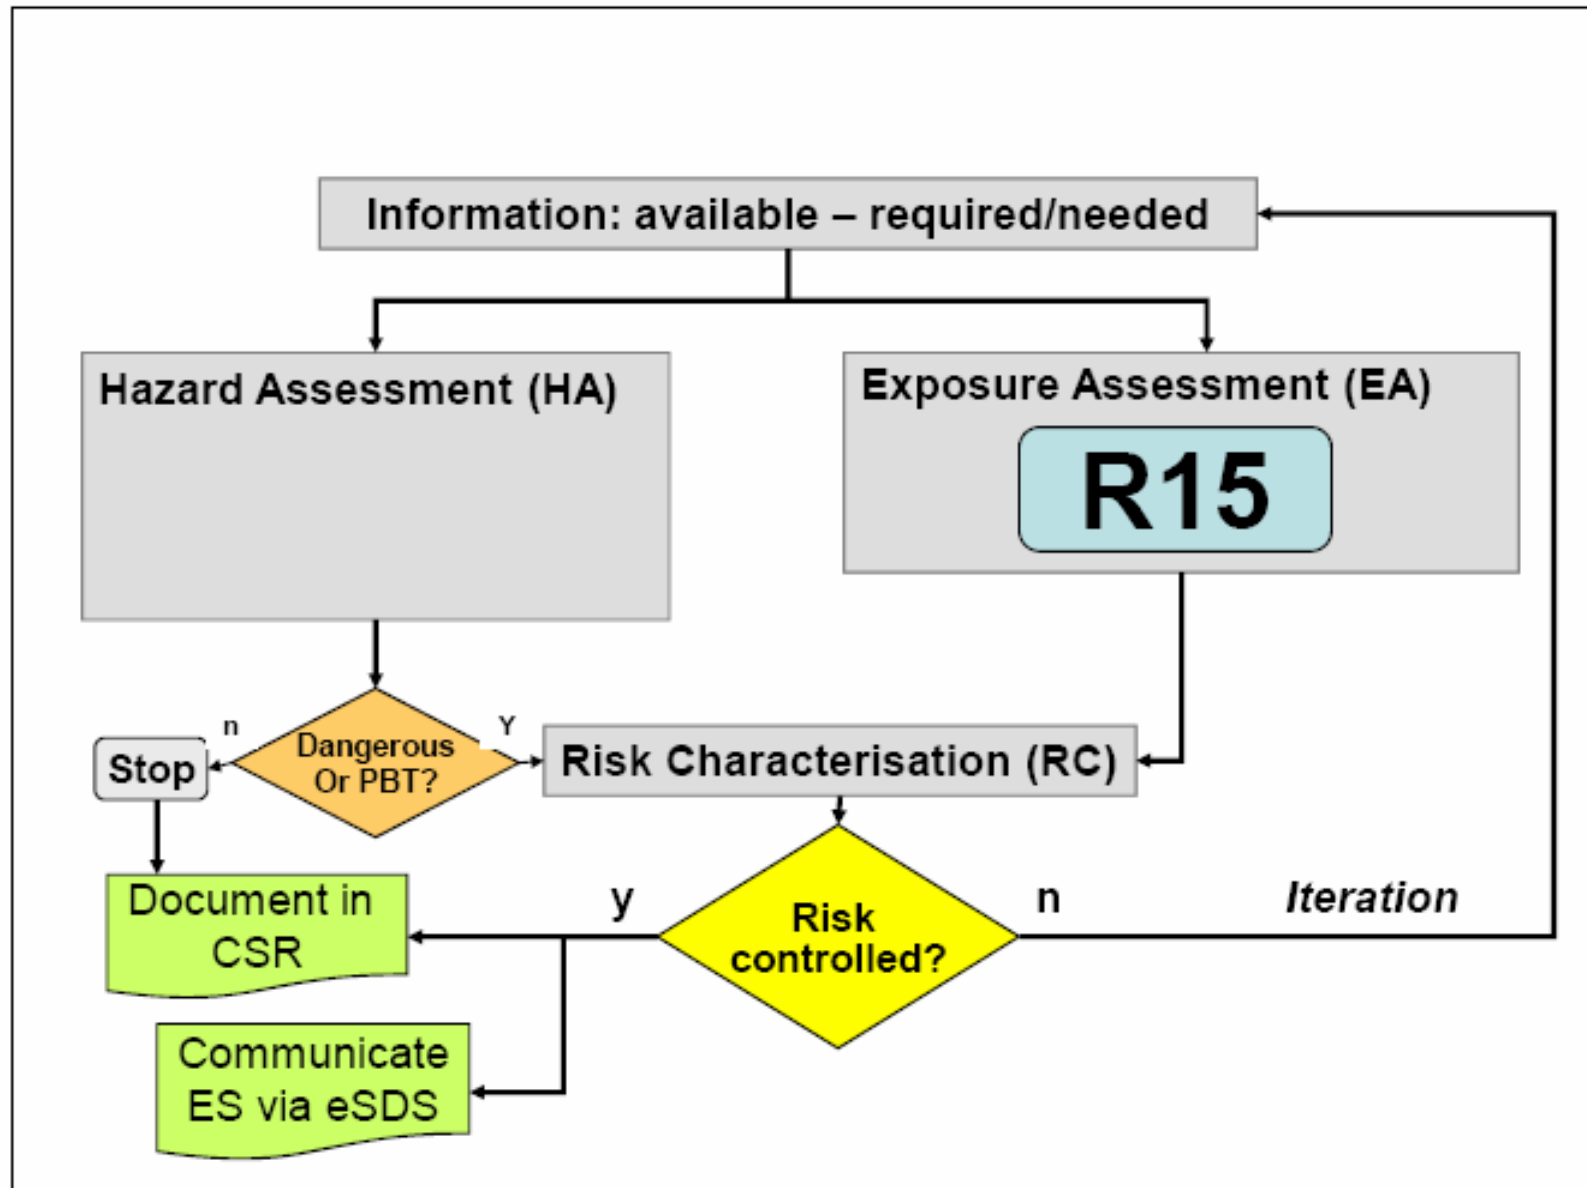 Information: available – required/needed
Hazard Assessment (HA)
Exposure Assessment (EA)
R15
n
Y
Stop
Dangerous
Or PBT?
Risk Characterisation (RC)
Document in
CSR
y
Risk
controlled?
n
Iteration
Communicate
ES via eSDS